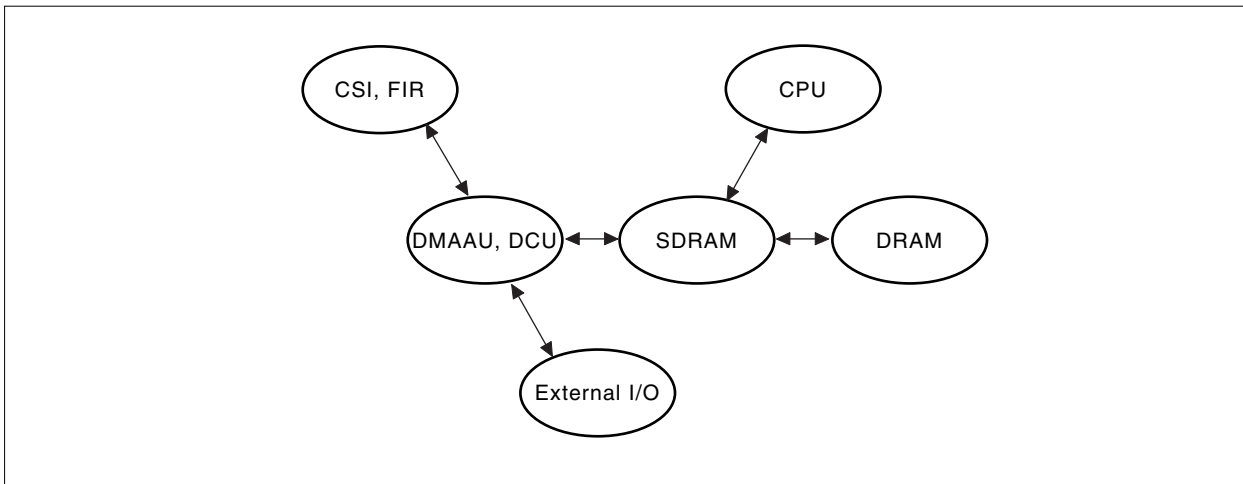 CSI, FIR
CPU
DMAAU, DCU
SDRAM
DRAM
External I/O